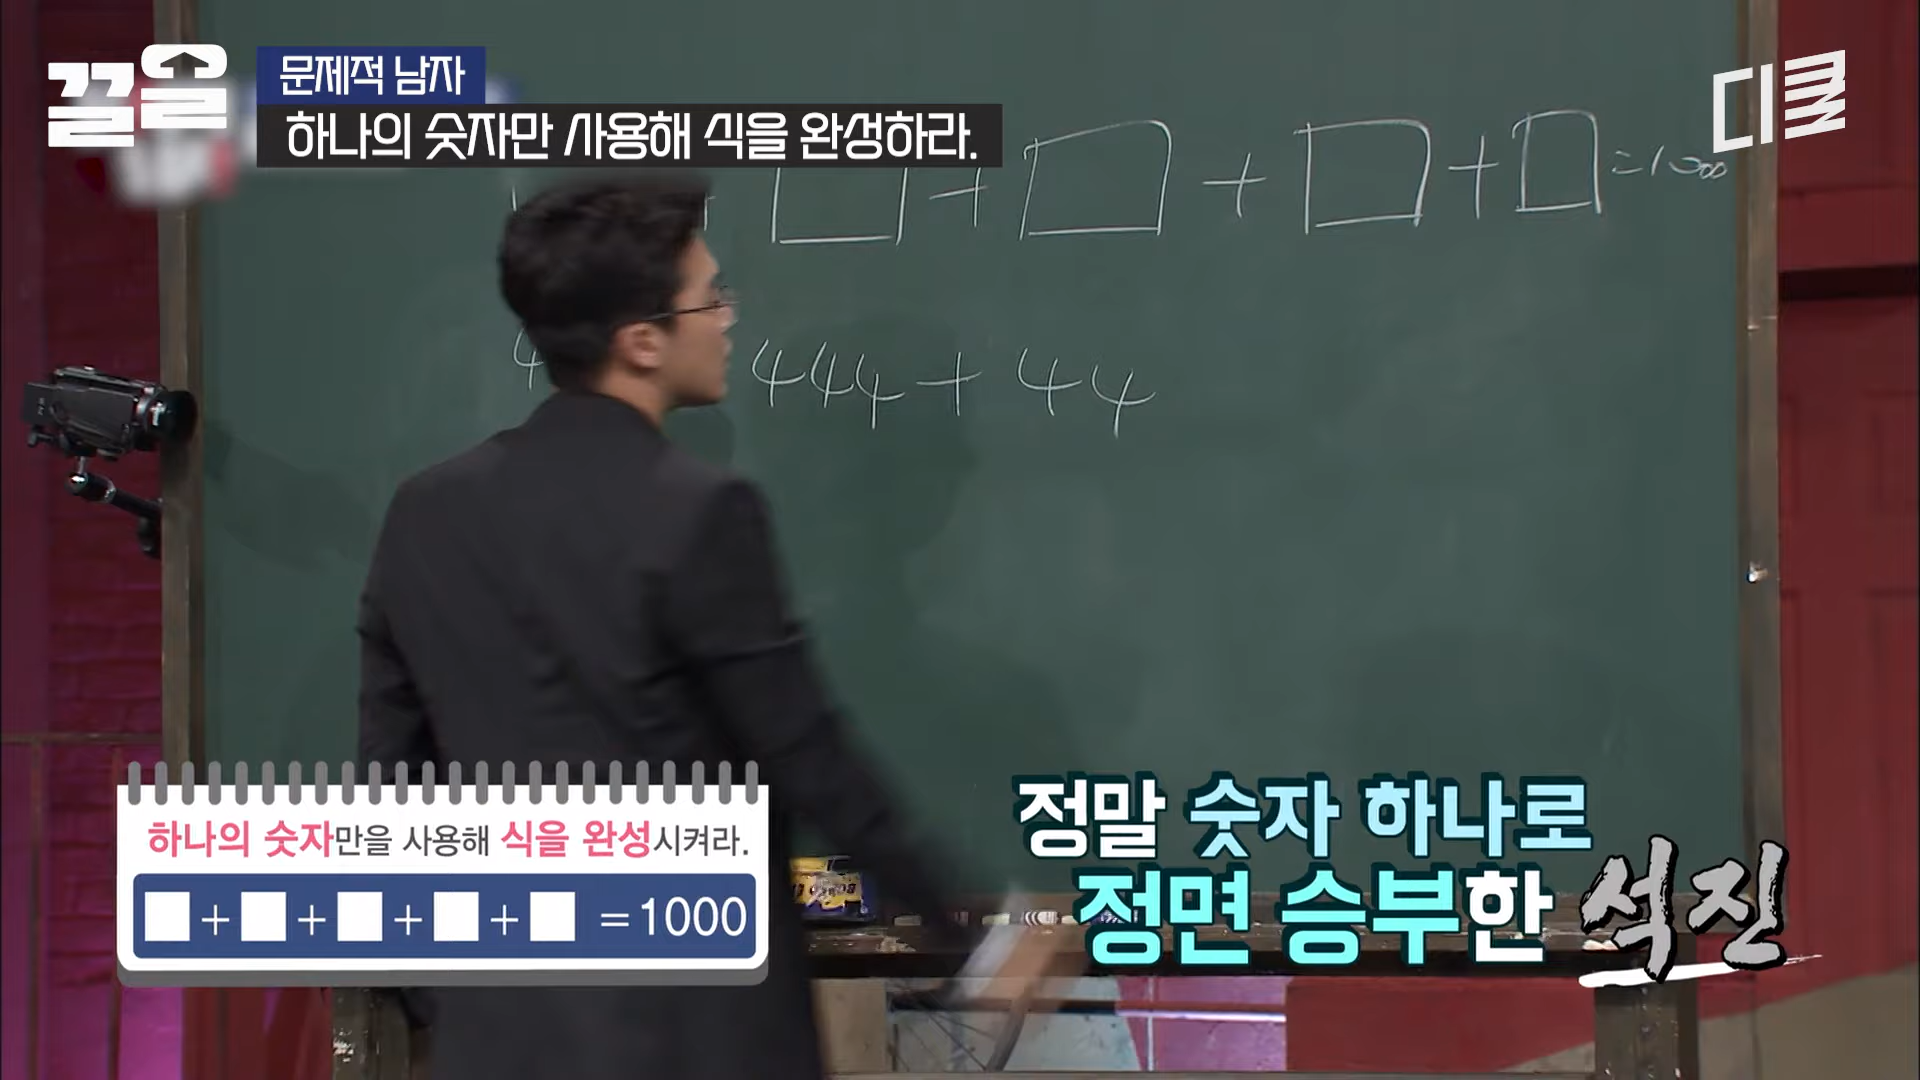 끌올
문제적 남자
하나의 숫자만 사용해 식을 완성하라.
디클
+ □ + □ + □ + □ = 1000
4 444 + 44
하나의 숫자만을 사용해 식을 완성시켜라.
□ + □ + □ + □ + □ = 1000
정말 숫자 하나로
정면 승부한 석진